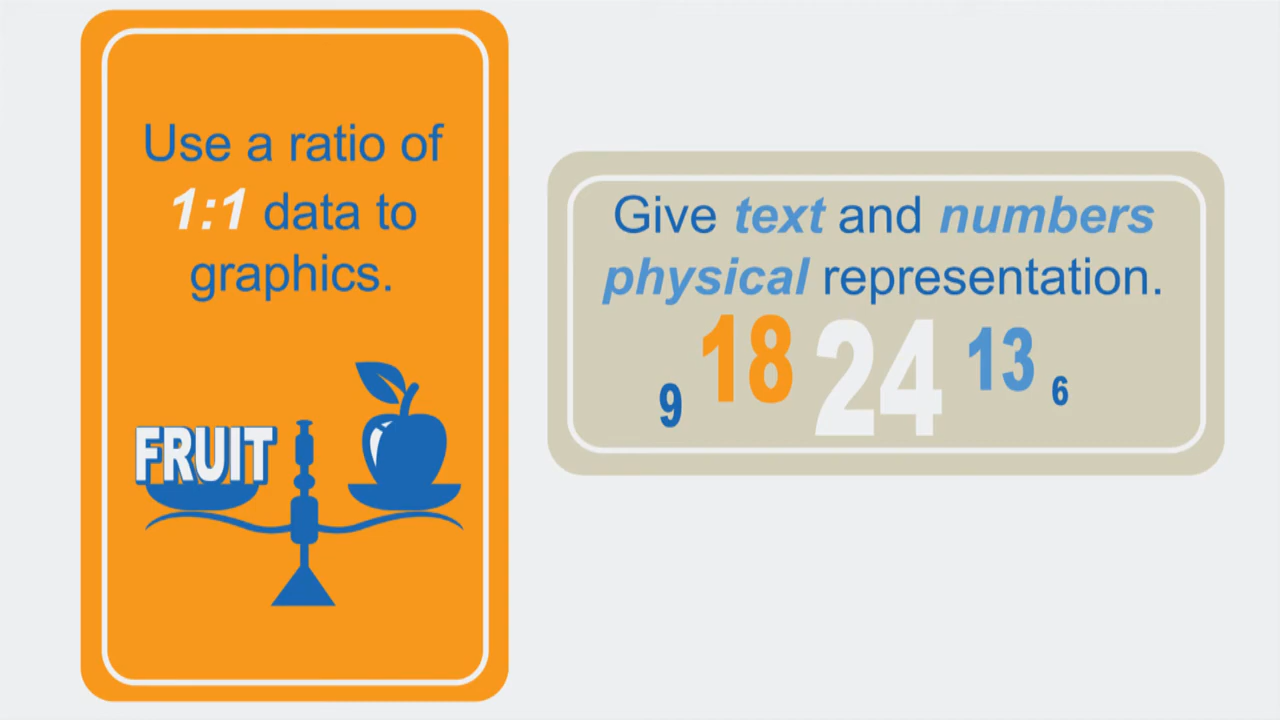 Use a ratio of
1:1 data to
graphics.
FRUIT
Give text and numbers
physical representation.
9 18 24 13 6